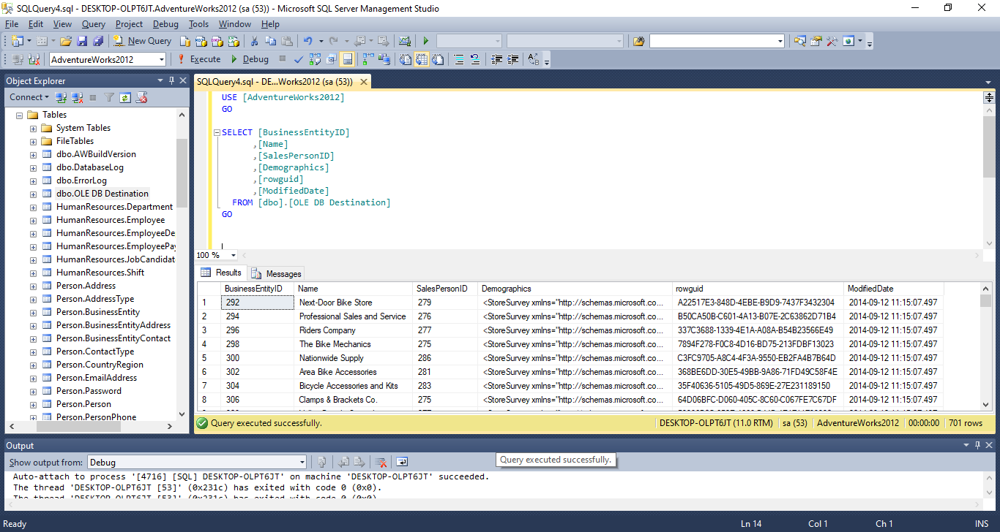 SQLQuery4.sql - DESKTOP-OLPT6JT.AdventureWorks2012 (sa (53)) - Microsoft SQL Server Management Studio
File Edit View Query Project Debug Tools Window Help
New Query
AdventureWorks2012 Execute Debug
Object Explorer
Connect
Tables
System Tables
FileTables
dbo.AWBuildVersion
dbo.DatabaseLog
dbo.ErrorLog
dbo.OLE DB Destination
HumanResources.Department
HumanResources.Employee
HumanResources.EmployeeDe
HumanResources.EmployeePay
HumanResources.JobCandidat
HumanResources.Shift
Person.Address
Person.AddressType
Person.BusinessEntity
Person.BusinessEntityAddress
Person.BusinessEntityContact
Person.ContactType
Person.CountryRegion
Person.EmailAddress
Person.Password
Person.Person
Person.PersonPhone
SQLQuery4.sql - DE...Works2012 (sa (53))
USE [AdventureWorks2012]
GO
SELECT [BusinessEntityID]
,[Name]
,[SalesPersonID]
,[Demographics]
,[rowguid]
,[ModifiedDate]
FROM [dbo].[OLE DB Destination]
GO
100 %
Results Messages
BusinessEntityID Name SalesPersonID Demographics rowguid ModifiedDate
1 292 Next-Door Bike Store 279 <StoreSurvey xmlns="http://schemas.microsoft.co... A22517E3-848D-4EBE-B9D9-7437F3432304 2014-09-12 11:15:07.497
2 294 Professional Sales and Service 276 <StoreSurvey xmlns="http://schemas.microsoft.co... B50CA50B-C601-4A13-B07E-2C63862D71B4 2014-09-12 11:15:07.497
3 296 Riders Company 277 <StoreSurvey xmlns="http://schemas.microsoft.co... 337C3688-1339-4E1A-A08A-B54B23566E49 2014-09-12 11:15:07.497
4 298 The Bike Mechanics 275 <StoreSurvey xmlns="http://schemas.microsoft.co... 7894F278-F0C8-4D16-BD75-213FDBF13023 2014-09-12 11:15:07.497
5 300 Nationwide Supply 286 <StoreSurvey xmlns="http://schemas.microsoft.co... C3FC9705-A8C4-4F3A-9550-EB2FA4B7B64D 2014-09-12 11:15:07.497
6 302 Area Bike Accessories 281 <StoreSurvey xmlns="http://schemas.microsoft.co... 368BE6DD-30E5-49BB-9A86-71FD49C58F4E 2014-09-12 11:15:07.497
7 304 Bicycle Accessories and Kits 283 <StoreSurvey xmlns="http://schemas.microsoft.co... 35F40636-5105-49D5-869E-27E231189150 2014-09-12 11:15:07.497
8 306 Clamps & Brackets Co. 275 <StoreSurvey xmlns="http://schemas.microsoft.co... 64D06BFC-D060-405C-8C60-C067FE7C67DF 2014-09-12 11:15:07.497
Query executed successfully. DESKTOP-OLPT6JT (11.0 RTM) sa (53) AdventureWorks2012 00:00:00 701 rows
Output
Show output from: Debug
Query executed successfully.
Auto-attach to process '[4716] [SQL] DESKTOP-OLPT6JT' on machine 'DESKTOP-OLPT6JT' succeeded.
The thread 'DESKTOP-OLPT6JT [53]' (0x231c) has exited with code 0 (0x0).
The thread 'DESKTOP-OLPT6JT [53]' (0x231c) has exited with code 0 (0x0).
Ready Ln 14 Col 1 Ch 1 INS